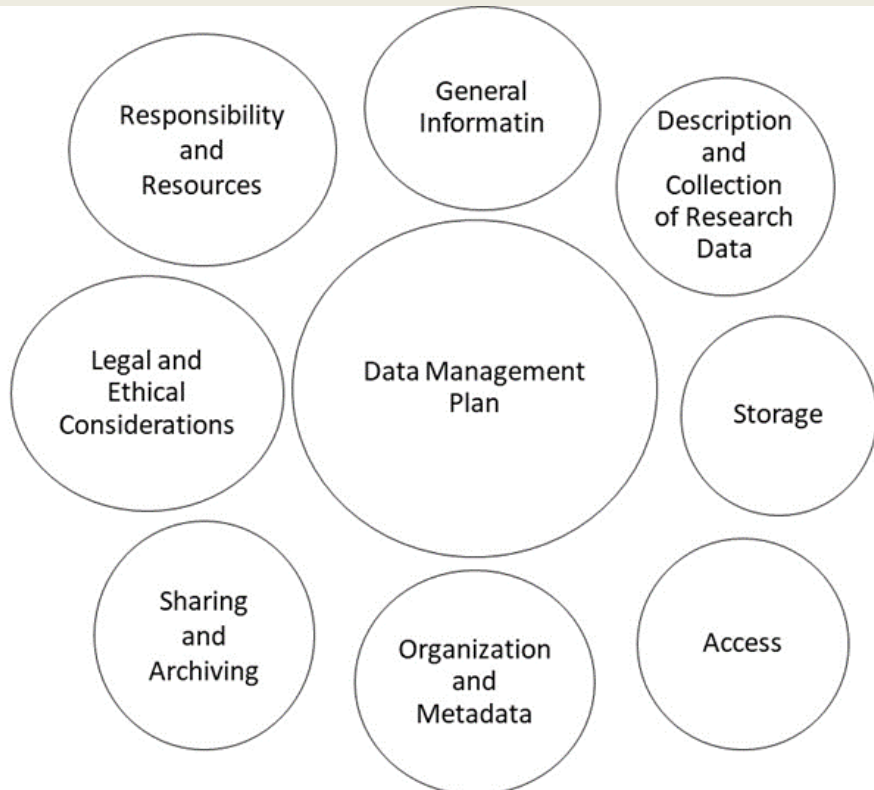 General
Informatin
Description
and
Collection
of Research
Data
Storage
Access
Organization
and
Metadata
Sharing
and
Archiving
Legal and
Ethical
Considerations
Responsibility
and
Resources
Data Management
Plan